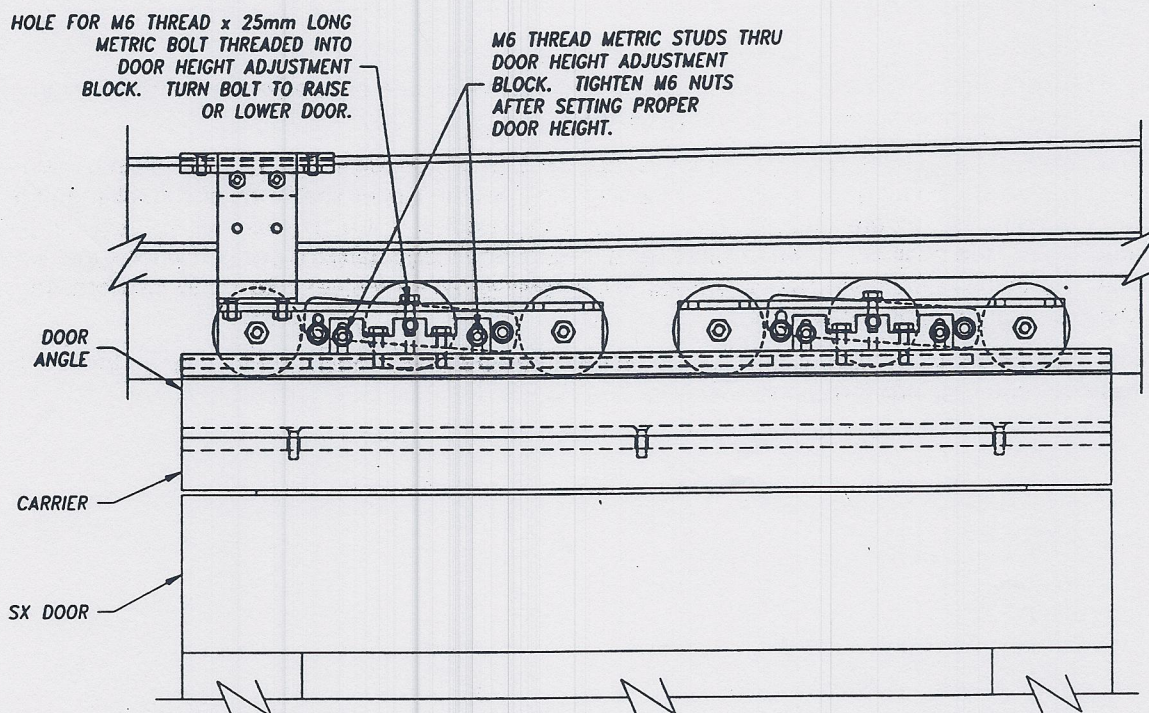 HOLE FOR M6 THREAD x 25mm LONG
METRIC BOLT THREADED INTO
DOOR HEIGHT ADJUSTMENT
BLOCK. TURN BOLT TO RAISE
OR LOWER DOOR.
M6 THREAD METRIC STUDS THRU
DOOR HEIGHT ADJUSTMENT
BLOCK. TIGHTEN M6 NUTS
AFTER SETTING PROPER
DOOR HEIGHT.
DOOR
ANGLE
CARRIER
SX DOOR